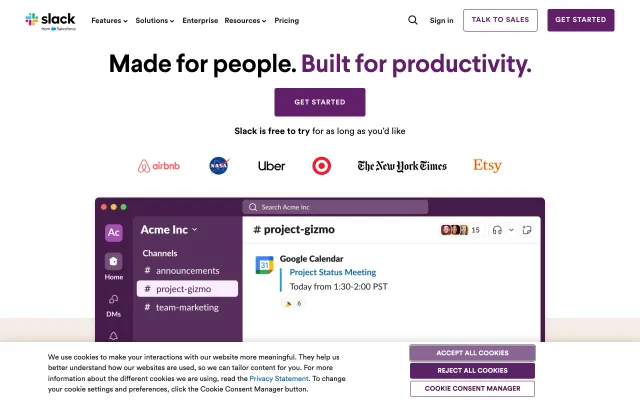 slack
from Salesforce
Features
Solutions
Enterprise
Resources
Pricing
Sign in
TALK TO SALES
GET STARTED
Made for people. Built for productivity.
GET STARTED
Slack is free to try for as long as you'd like
airbnb
NASA
Uber
The New York Times
Etsy
Search Acme Inc
Ac
Acme Inc
# project-gizmo
15
Home
DMs
Channels
# announcements
# project-gizmo
# team-marketing
31
Google Calendar
Project Status Meeting
Today from 1:30-2:00 PST
6
We use cookies to make your interactions with our website more meaningful. They help us
better understand how our websites are used, so we can tailor content for you. For more
information about the different cookies we are using, read the Privacy Statement. To change
your cookie settings and preferences, click the Cookie Consent Manager button.
ACCEPT ALL COOKIES
REJECT ALL COOKIES
COOKIE CONSENT MANAGER